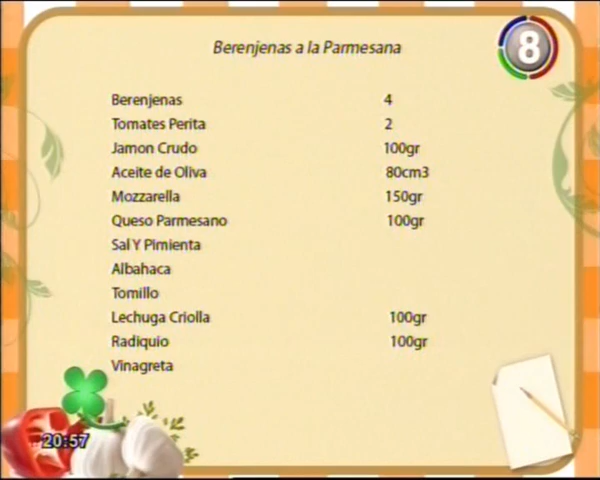 Berenjenas a la Parmesana
8
Berenjenas 4
Tomates Perita 2
Jamon Crudo 100gr
Aceite de Oliva 80cm3
Mozzarella 150gr
Queso Parmesano 100gr
Sal Y Pimienta
Albahaca
Tomillo
Lechuga Criolla 100gr
Radiquio 100gr
Vinagreta
20:57